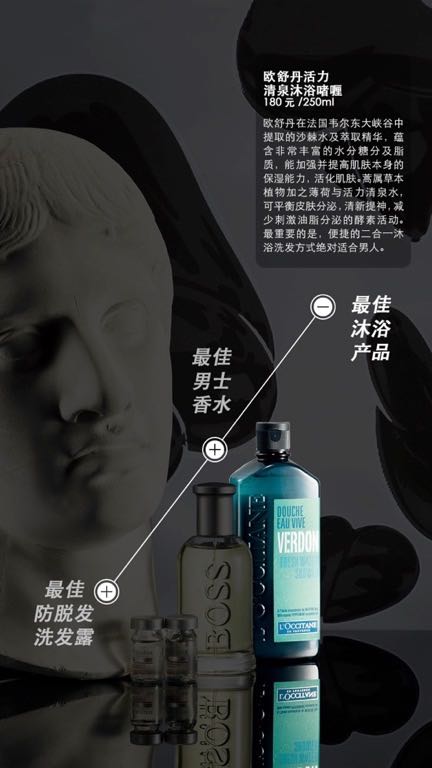 欧舒丹活力
清泉沐浴啫喱
180 元 /250ml
欧舒丹在法国韦尔东大峡谷中
提取的沙棘水及萃取精华，蕴
含非常丰富的水分糖分及脂
质，能加强并提高肌肤本身的
保湿能力，活化肌肤。蒿属草本
植物加之薄荷与活力清泉水，
可平衡皮肤分泌，清新提神，减
少刺激油脂分泌的酵素活动。
最重要的是，便捷的二合一沐
浴洗发方式绝对适合男人。
最佳
沐浴
产品
最佳
男士
香水
最佳
防脱发
洗发露
BOSS
L'OCCITANE
DOUCHE
EAU VIVE
VERDON
L'OCCITANE
EN PROVENCE